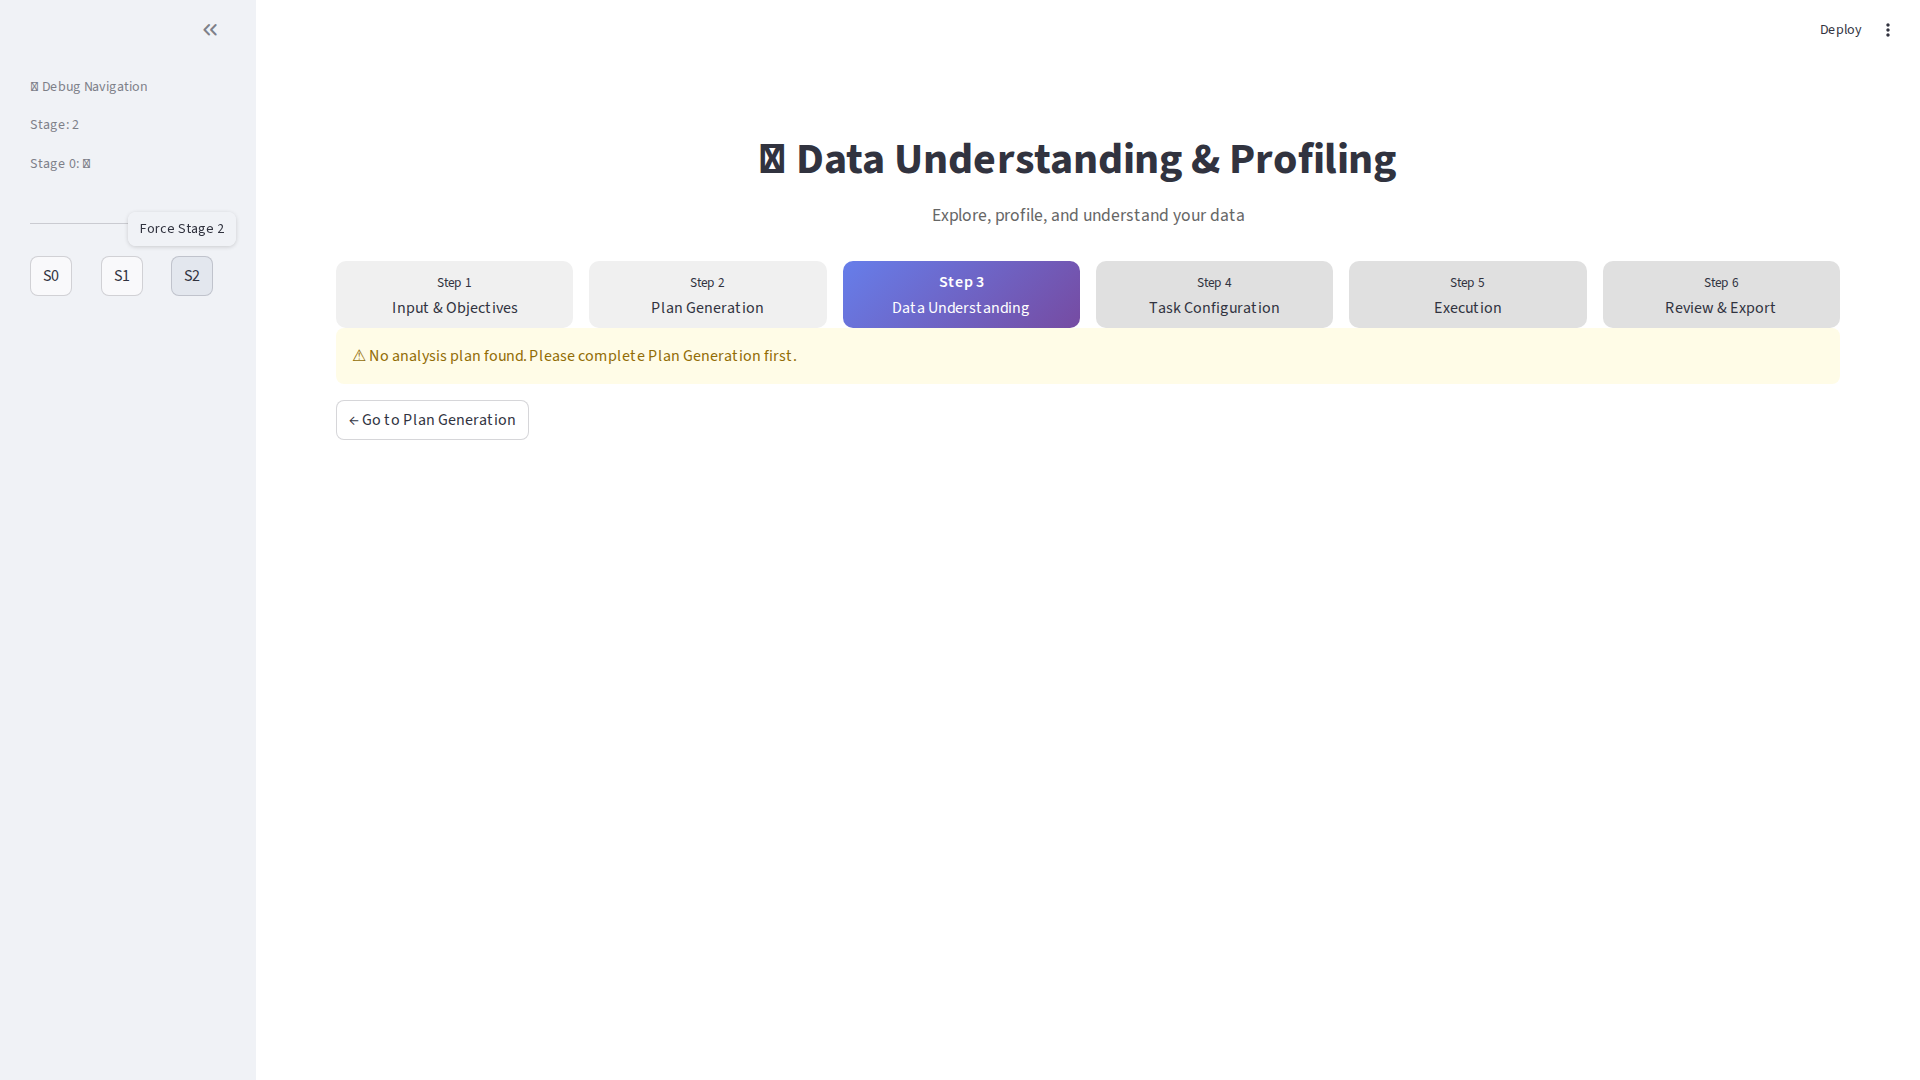 Deploy
Debug Navigation
Stage: 2
Stage 0:
Force Stage 2
S0
S1
S2
Data Understanding & Profiling
Explore, profile, and understand your data
Step 1
Input & Objectives
Step 2
Plan Generation
Step 3
Data Understanding
Step 4
Task Configuration
Step 5
Execution
Step 6
Review & Export
⚠ No analysis plan found. Please complete Plan Generation first.
← Go to Plan Generation